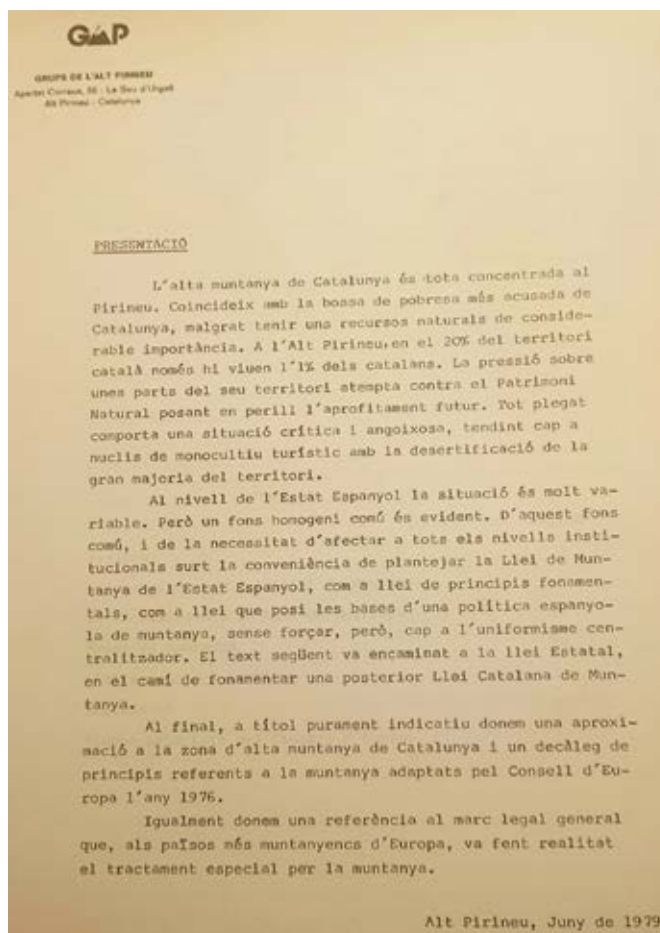 GAP
GRUPS DE L'ALT PIRINEU
Apartat Correus, 56 - La Seu d'Urgell
Alt Pirineu - Catalunya
PRESENTACIÓ
L'alta muntanya de Catalunya és tota concentrada al
Pirineu. Coincideix amb la bossa de pobresa més acusada de
Catalunya, malgrat tenir una recursos naturals de conside-
rable importància. A l'Alt Pirineu, en el 20% del territori
català només hi viuen l'1% dels catalans. La pressió sobre
unes parts del seu territori atempta contra el Patrimoni
Natural posant en perill l'aprofitament futur. Tot plegat
comporta una situació crítica i angoixosa, tendint cap a
nuclis de monocultiu turístic amb la desertificació de la
gran majoria del territori.
Al nivell de l'Estat Espanyol la situació és molt va-
riable. Però un fons homogeni comú és evident. D'aquest fons
comú, i de la necessitat d'afectar a tots els nivells insti-
tucionals surt la conveniència de plantejar la Llei de Mun-
tanya de l'Estat Espanyol, com a llei de principis fonamen-
tals, com a llei que posi les bases d'una política espanyo-
la de muntanya, sense forçar, però, cap a l'uniformisme cen-
tralitzador. El text següent va encaminat a la llei Estatal,
en el camí de fonamentar una posterior Llei Catalana de Mun-
tanya.
Al final, a títol purament indicatiu donem una aproxi-
mació a la zona d'alta muntanya de Catalunya i un decàleg de
principis referents a la muntanya adaptats pel Consell d'Eu-
ropa l'any 1976.
Igualment donem una referència al marc legal general
que, als països més muntanyencs d'Europa, va fent realitat
el tractament especial per la muntanya.
Alt Pirineu, Juny de 1979